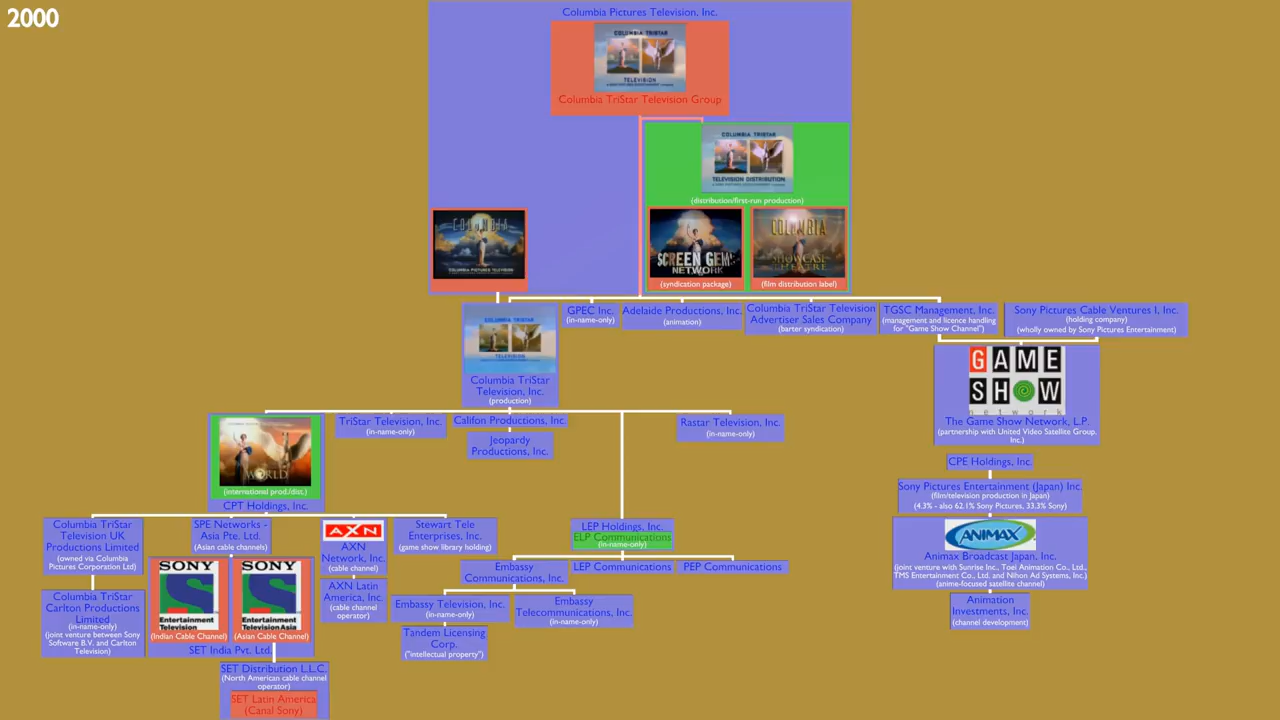 2000
Columbia Pictures Television, Inc.
COLUMBIA TRISTAR
TELEVISION
Columbia TriStar Television Group
COLUMBIA TRISTAR
TELEVISION DISTRIBUTION
(distribution/first-run production)
COLUMBIA
COLUMBIA PICTURES TELEVISION
SCREEN GEMS
NETWORK
(syndication package)
COLUMBIA
SHOWCASE
THEATRE
(film distribution label)
TELEVISION
Columbia TriStar
Television, Inc.
(production)
GPEC Inc.
(in-name-only)
Adelaide Productions, Inc.
(animation)
Columbia TriStar Television
Advertiser Sales Company
(barter syndication)
TGSC Management, Inc.
(management and licence handling
for "Game Show Channel")
Sony Pictures Cable Ventures I, Inc.
(holding company)
(wholly owned by Sony Pictures Entertainment)
GAME
SHOW
network
The Game Show Network, L.P.
(partnership with United Video Satellite Group,
Inc.)
WORLD
(international prod./dist.)
CPT Holdings, Inc.
TriStar Television, Inc.
(in-name-only)
Califon Productions, Inc.
Jeopardy
Productions, Inc.
Rastar Television, Inc.
(in-name-only)
CPE Holdings, Inc.
Sony Pictures Entertainment (Japan) Inc.
(film/television production in Japan)
(4.3% - also 62.1% Sony Pictures, 33.3% Sony)
ANIMAX
Animax Broadcast Japan, Inc.
(joint venture with Sunrise Inc., Toei Animation Co., Ltd.,
TMS Entertainment Co., Ltd. and Nihon Ad Systems, Inc.)
(anime-focused satellite channel)
Animation
Investments, Inc.
(channel development)
Columbia TriStar
Television UK
Productions Limited
(owned via Columbia
Pictures Corporation Ltd)
Columbia TriStar
Carlton Productions
Limited
(in-name-only)
(joint venture between Sony
Software B.V. and Carlton
Television)
SPE Networks -
Asia Pte. Ltd.
(Asian cable channels)
SONY
Entertainment
Television
(Indian Cable Channel)
SONY
Entertainment
Television Asia
(Asian Cable Channel)
SET India Pvt. Ltd.
SET Distribution L.L.C.
(North American cable channel
operator)
SET Latin America
(Canal Sony)
AXN
AXN
Network, Inc.
(cable channel)
AXN Latin
America, Inc.
(cable channel
operator)
Stewart Tele
Enterprises, Inc.
(game show library holding)
LEP Holdings, Inc.
ELP Communications
(in-name-only)
Embassy
Communications, Inc.
LEP Communications
PEP Communications
Embassy Television, Inc.
(in-name-only)
Embassy
Telecommunications, Inc.
(in-name-only)
Tandem Licensing
Corp.
("intellectual property")